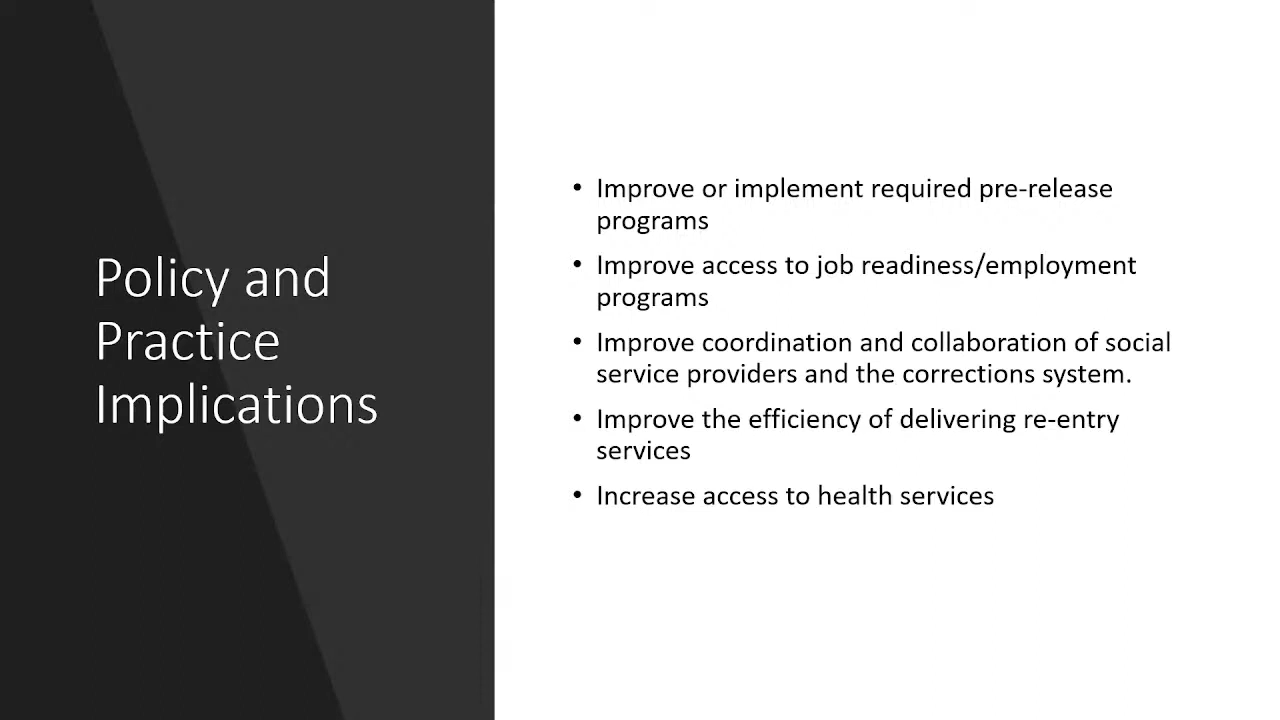 Policy and
Practice
Implications
• Improve or implement required pre-release
programs
• Improve access to job readiness/employment
programs
• Improve coordination and collaboration of social
service providers and the corrections system.
• Improve the efficiency of delivering re-entry
services
• Increase access to health services